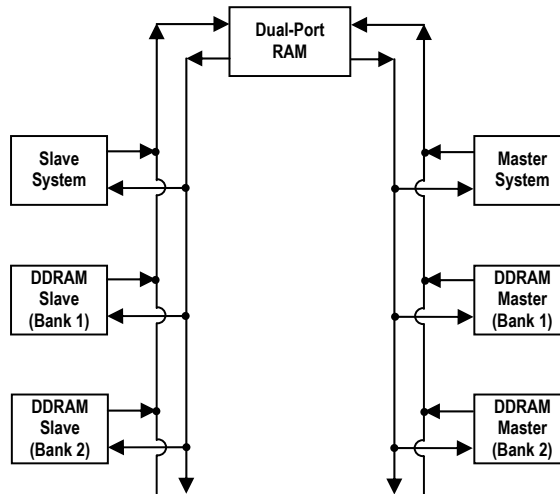 Dual-Port
RAM
Slave
System
Master
System
DDRAM
Slave
(Bank 1)
DDRAM
Master
(Bank 1)
DDRAM
Slave
(Bank 2)
DDRAM
Master
(Bank 2)